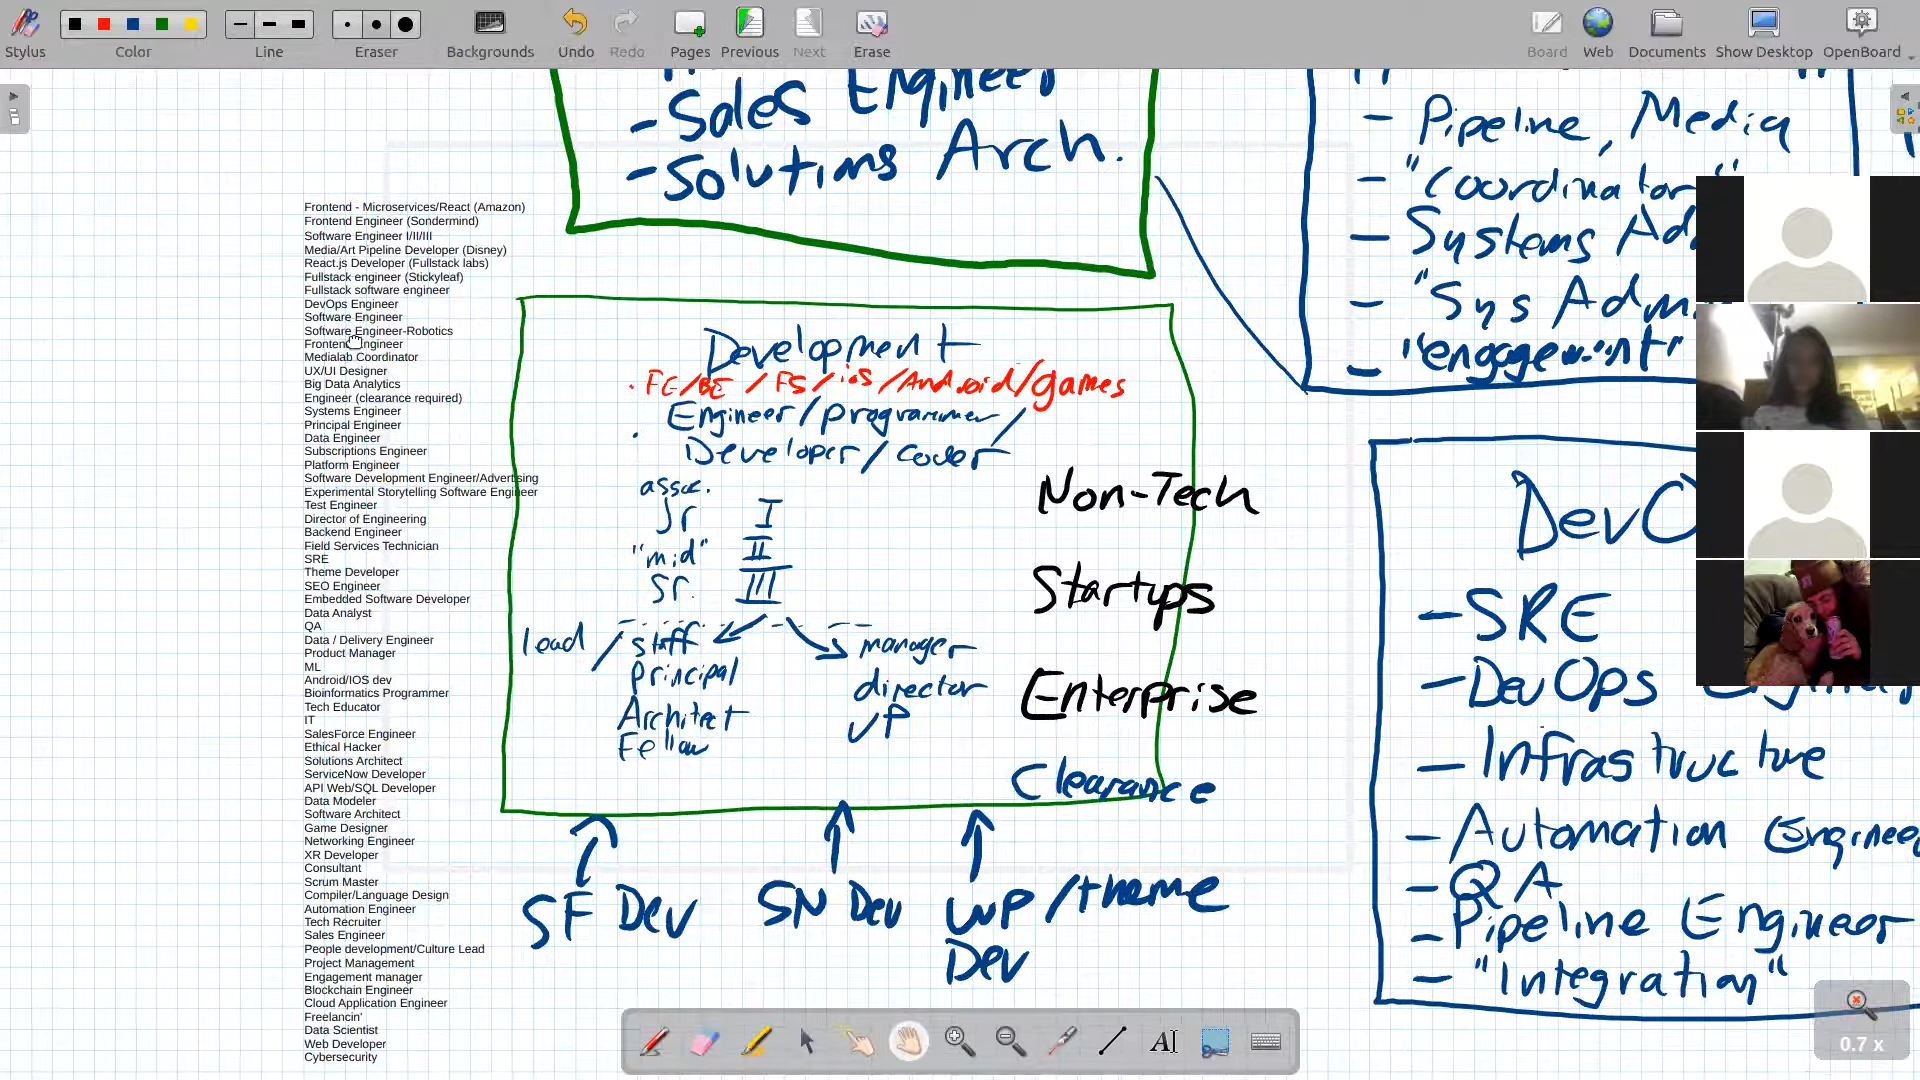 Stylus
Color
Line
Eraser
Backgrounds
Undo
Redo
Pages
Previous
Next
Erase
Board
Web
Documents
Show Desktop
OpenBoard
- Sales Engineer
- Solutions Arch.
- Pipeline, Media
- "Coordinator"
- Systems Ad
- "Sys Adm
- "engagement"
Frontend - Microservices/React (Amazon)
Frontend Engineer (Sondermind)
Software Engineer I/II/III
Media/Art Pipeline Developer (Disney)
React.js Developer (Fullstack labs)
Fullstack engineer (Stickyleaf)
Fullstack software engineer
DevOps Engineer
Software Engineer
Software Engineer-Robotics
Frontend Engineer
Medialab Coordinator
UX/UI Designer
Big Data Analytics
Engineer (clearance required)
Systems Engineer
Principal Engineer
Data Engineer
Subscriptions Engineer
Platform Engineer
Software Development Engineer/Advertising
Experimental Storytelling Software Engineer
Test Engineer
Director of Engineering
Backend Engineer
Field Services Technician
SRE
Theme Developer
SEO Engineer
Embedded Software Developer
Data Analyst
QA
Data / Delivery Engineer
Product Manager
ML
Android/IOS dev
Bioinformatics Programmer
Tech Educator
IT
SalesForce Engineer
Ethical Hacker
Solutions Architect
ServiceNow Developer
API Web/SQL Developer
Data Modeler
Software Architect
Game Designer
Networking Engineer
XR Developer
Consultant
Scrum Master
Compiler/Language Design
Automation Engineer
Tech Recruiter
Sales Engineer
People development/Culture Lead
Project Management
Engagement manager
Blockchain Engineer
Cloud Application Engineer
Freelancin'
Data Scientist
Web Developer
Cybersecurity
Development
· FE/BE / FS / ios / Android / games
· Engineer / programmer /
Developer / coder
assoc.
Jr I
"mid" II
Sr. III
lead / staff
principal
Architect
Fellow
manager
director
VP
Non-Tech
Startups
Enterprise
Clearance
SF Dev
SN Dev
WP/theme
Dev
DevO
- SRE
- DevOps Engineer
- Infrastructure
- Automation Enginee
- QA
- Pipeline Engineer
- "Integration"
0.7 x